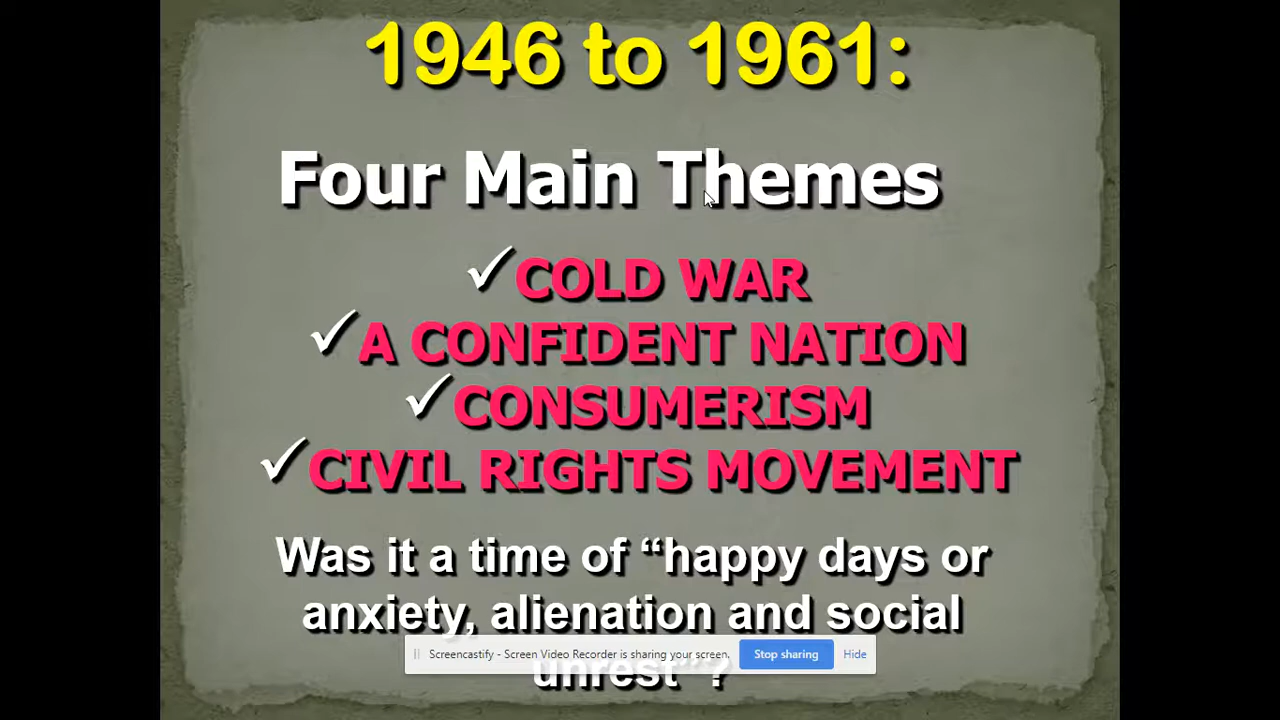 1946 to 1961:
Four Main Themes
✓COLD WAR
✓A CONFIDENT NATION
✓CONSUMERISM
✓CIVIL RIGHTS MOVEMENT
Was it a time of “happy days or
anxiety, alienation and social
Screencastify - Screen Video Recorder is sharing your screen. Stop sharing Hide
unrest”?